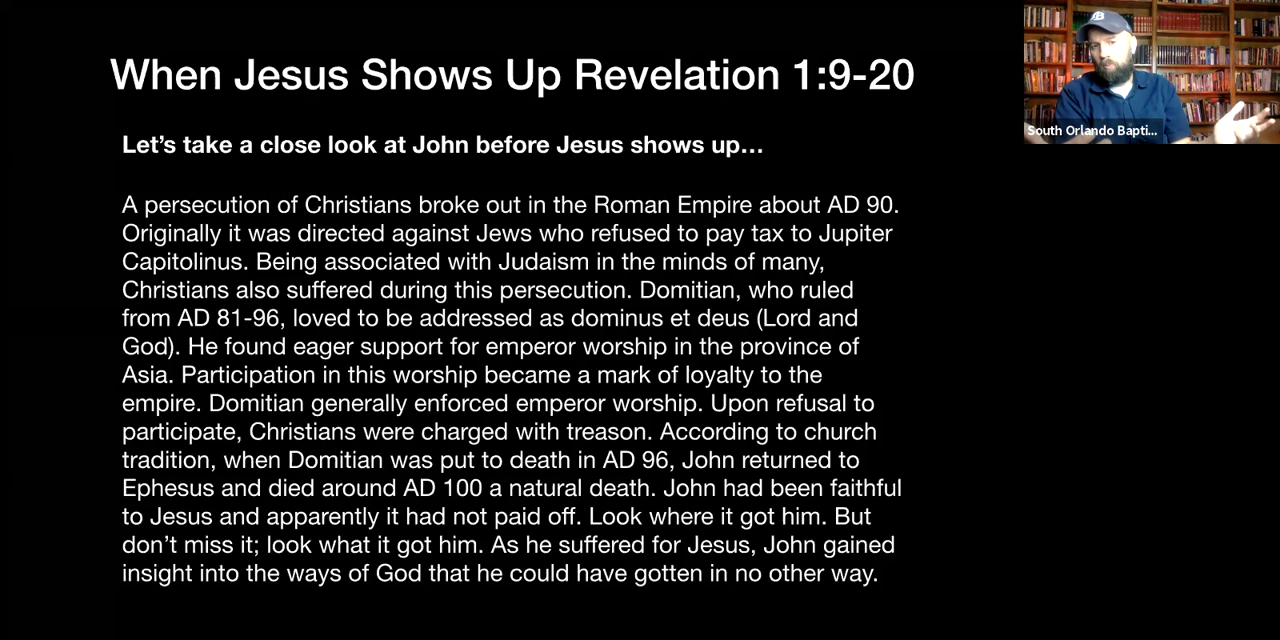 When Jesus Shows Up Revelation 1:9-20
South Orlando Bapti...
Let's take a close look at John before Jesus shows up…
A persecution of Christians broke out in the Roman Empire about AD 90.
Originally it was directed against Jews who refused to pay tax to Jupiter
Capitolinus. Being associated with Judaism in the minds of many,
Christians also suffered during this persecution. Domitian, who ruled
from AD 81-96, loved to be addressed as dominus et deus (Lord and
God). He found eager support for emperor worship in the province of
Asia. Participation in this worship became a mark of loyalty to the
empire. Domitian generally enforced emperor worship. Upon refusal to
participate, Christians were charged with treason. According to church
tradition, when Domitian was put to death in AD 96, John returned to
Ephesus and died around AD 100 a natural death. John had been faithful
to Jesus and apparently it had not paid off. Look where it got him. But
don't miss it; look what it got him. As he suffered for Jesus, John gained
insight into the ways of God that he could have gotten in no other way.